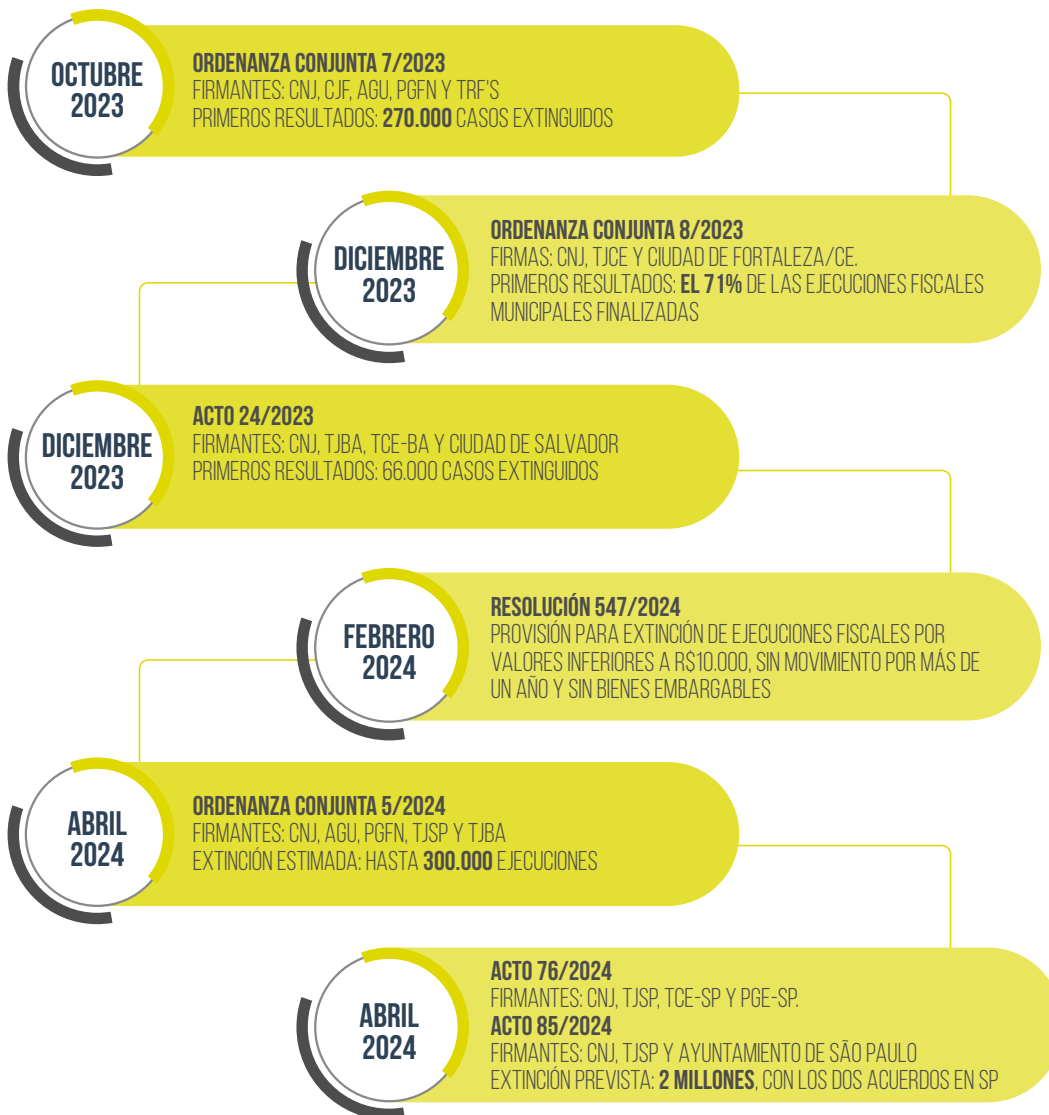 OCTUBRE
2023
ORDENANZA CONJUNTA 7/2023
FIRMANTES: CNJ, CJF, AGU, PGFN Y TRF'S
PRIMEROS RESULTADOS: 270.000 CASOS EXTINGUIDOS
DICIEMBRE
2023
ORDENANZA CONJUNTA 8/2023
FIRMAS: CNJ, TJCE Y CIUDAD DE FORTALEZA/CE.
PRIMEROS RESULTADOS: EL 71% DE LAS EJECUCIONES FISCALES
MUNICIPALES FINALIZADAS
DICIEMBRE
2023
ACTO 24/2023
FIRMANTES: CNJ, TJBA, TCE-BA Y CIUDAD DE SALVADOR
PRIMEROS RESULTADOS: 66.000 CASOS EXTINGUIDOS
FEBRERO
2024
RESOLUCIÓN 547/2024
PROVISIÓN PARA EXTINCIÓN DE EJECUCIONES FISCALES POR
VALORES INFERIORES A R$10.000, SIN MOVIMIENTO POR MÁS DE
UN AÑO Y SIN BIENES EMBARGABLES
ABRIL
2024
ORDENANZA CONJUNTA 5/2024
FIRMANTES: CNJ, AGU, PGFN, TJSP Y TJBA
EXTINCIÓN ESTIMADA: HASTA 300.000 EJECUCIONES
ABRIL
2024
ACTO 76/2024
FIRMANTES: CNJ, TJSP, TCE-SP Y PGE-SP.
ACTO 85/2024
FIRMANTES: CNJ, TJSP Y AYUNTAMIENTO DE SÃO PAULO
EXTINCIÓN PREVISTA: 2 MILLONES, CON LOS DOS ACUERDOS EN SP